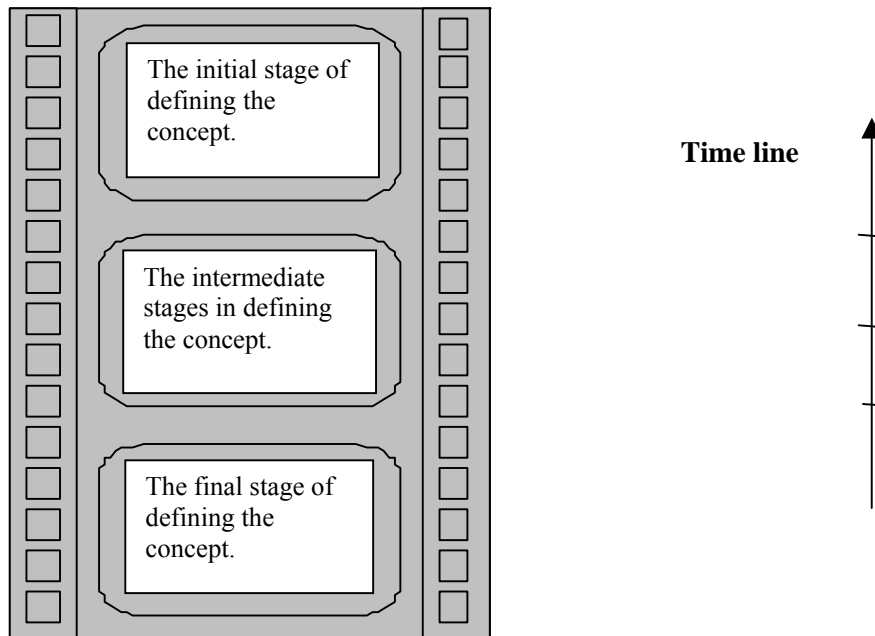 The initial stage of
defining the
concept.
Time line
The intermediate
stages in defining
the concept.
The final stage of
defining the
concept.